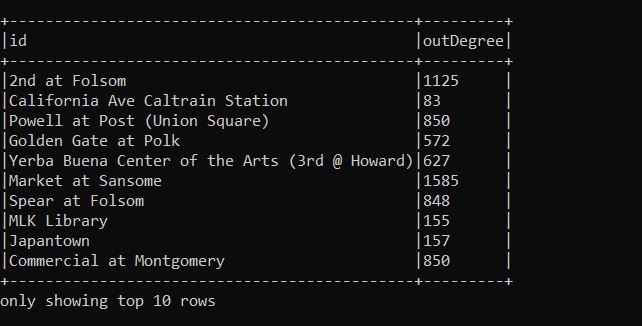 +------------------------------------------+---------+
|id                                        |outDegree|
+------------------------------------------+---------+
|2nd at Folsom                             |1125     |
|California Ave Caltrain Station           |83       |
|Powell at Post (Union Square)             |850      |
|Golden Gate at Polk                       |572      |
|Yerba Buena Center of the Arts (3rd @ Howard)|627      |
|Market at Sansome                         |1585     |
|Spear at Folsom                           |848      |
|MLK Library                               |155      |
|Japantown                                 |157      |
|Commercial at Montgomery                  |850      |
+------------------------------------------+---------+
only showing top 10 rows